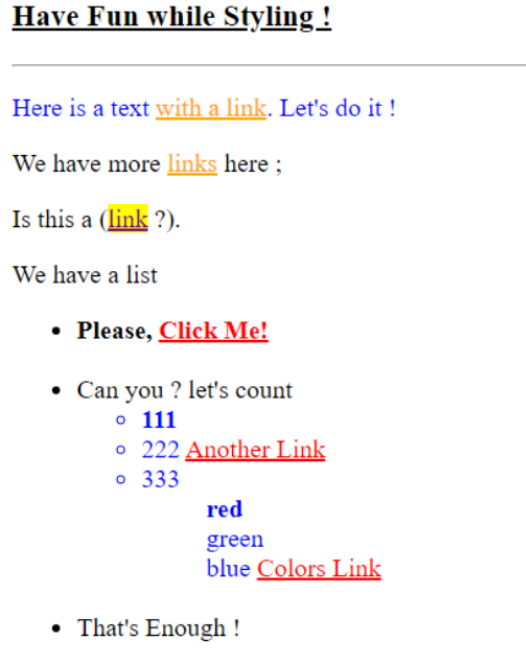 Have Fun while Styling !
Here is a text with a link. Let's do it !
We have more links here ;
Is this a (link ?).
We have a list
Please, Click Me!
Can you ? let's count
111
222 Another Link
333
red
green
blue Colors Link
That's Enough !